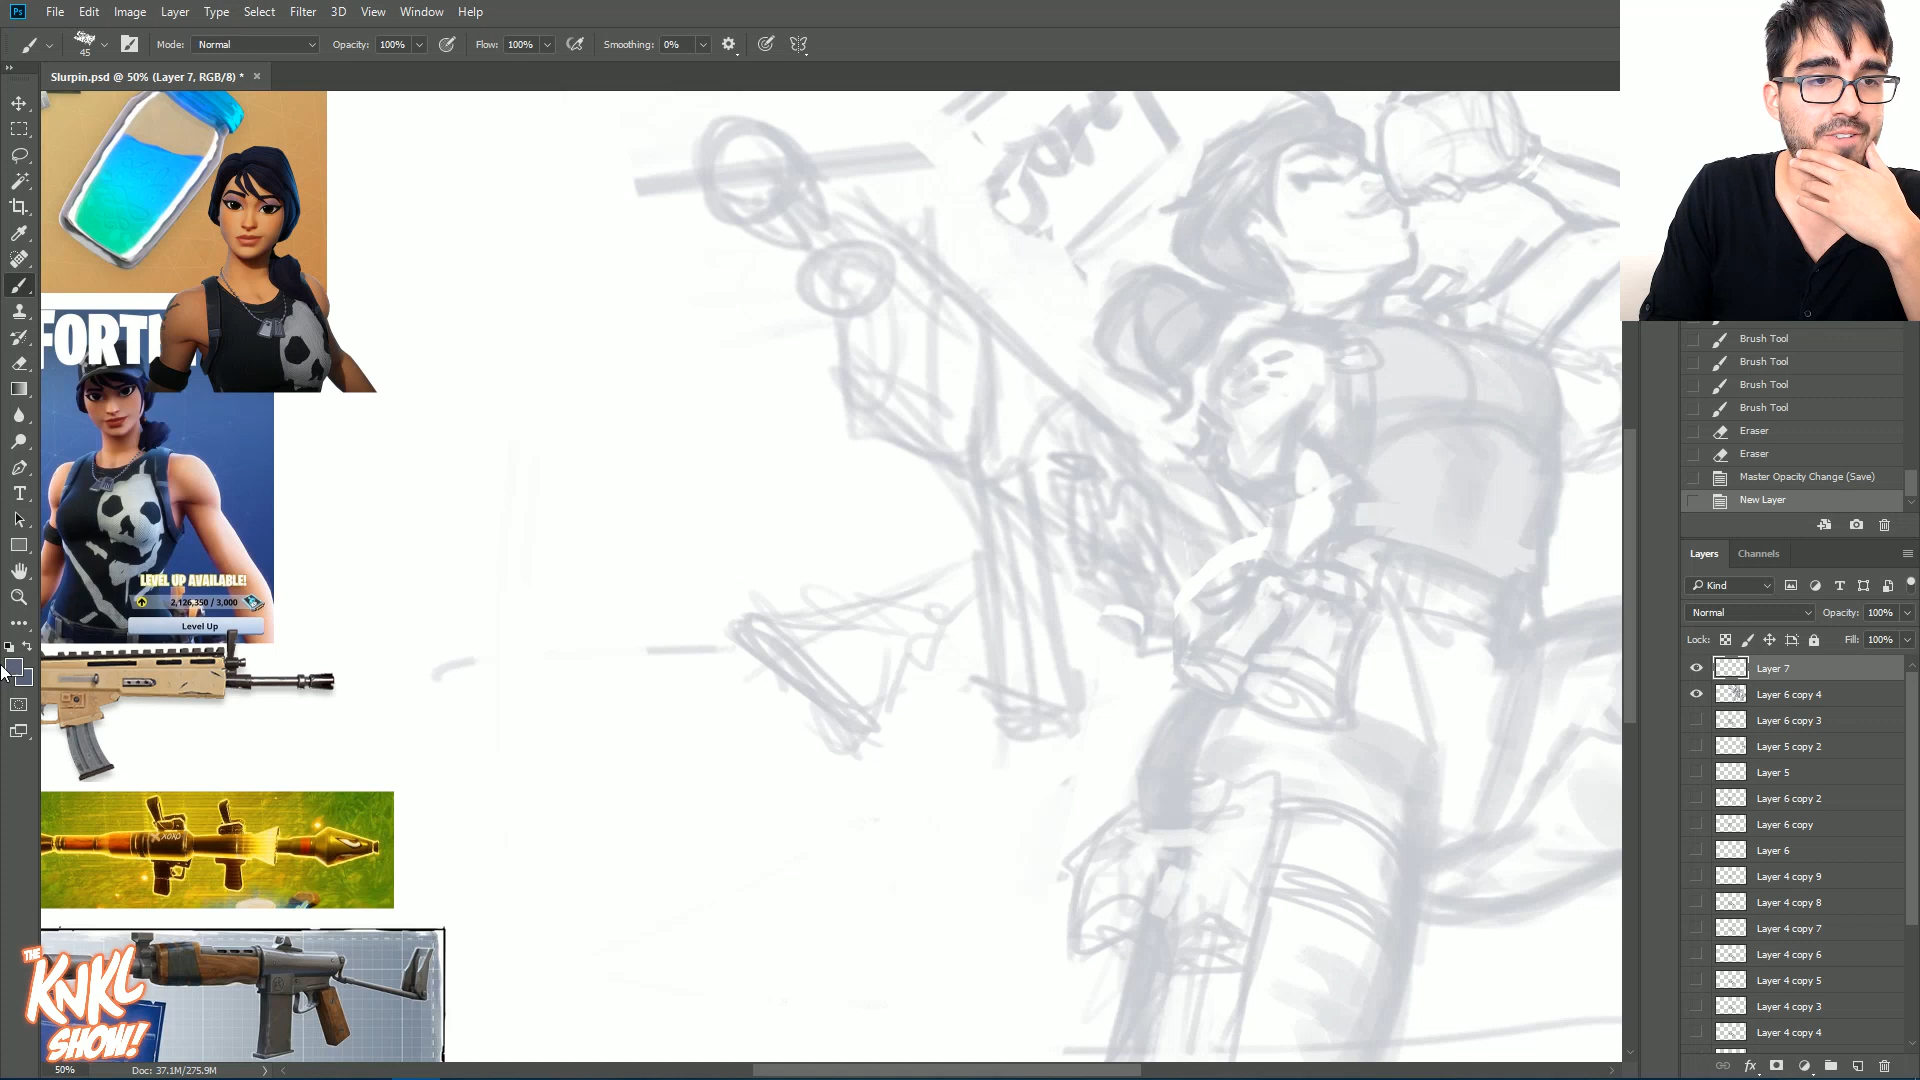 Ps File Edit Image Layer Type Select Filter 3D View Window Help
45 Mode: Normal Opacity: 100% Flow: 100% Smoothing: 0%
Slurpin.psd @ 50% (Layer 7, RGB/8) * ×
FORT
LEVEL UP AVAILABLE!
2,126,350 / 3,000
Level Up
THE
KNKL
SHOW!
50% Doc: 37.1M/275.9M
Brush Tool
Brush Tool
Brush Tool
Brush Tool
Eraser
Eraser
Master Opacity Change (Save)
New Layer
Layers Channels
Kind
Normal Opacity: 100%
Lock: Fill: 100%
Layer 7
Layer 6 copy 4
Layer 6 copy 3
Layer 5 copy 2
Layer 5
Layer 6 copy 2
Layer 6 copy
Layer 6
Layer 4 copy 9
Layer 4 copy 8
Layer 4 copy 7
Layer 4 copy 6
Layer 4 copy 5
Layer 4 copy 3
Layer 4 copy 4
fx